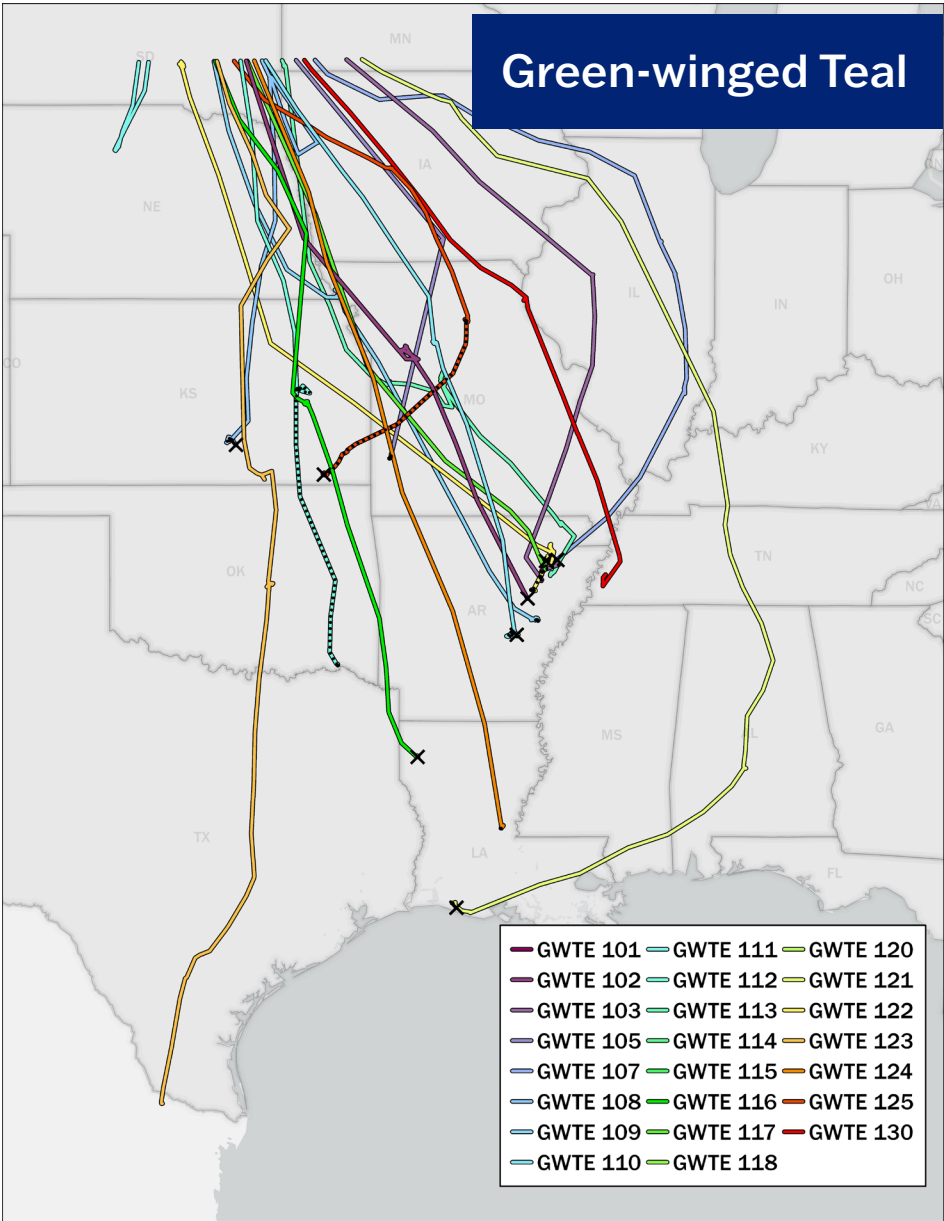 SD
MN
Green-winged Teal
NE
IA
IL
IN
OH
CO
KS
MO
KY
VA
OK
AR
TN
NC
SC
MS
AL
GA
TX
LA
FL
GWTE 101 GWTE 111 GWTE 120
GWTE 102 GWTE 112 GWTE 121
GWTE 103 GWTE 113 GWTE 122
GWTE 105 GWTE 114 GWTE 123
GWTE 107 GWTE 115 GWTE 124
GWTE 108 GWTE 116 GWTE 125
GWTE 109 GWTE 117 GWTE 130
GWTE 110 GWTE 118